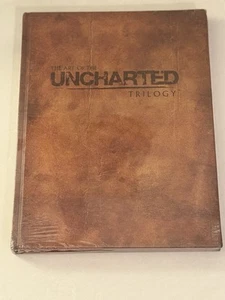 THE ART OF THE
UNCHARTED
TRILOGY